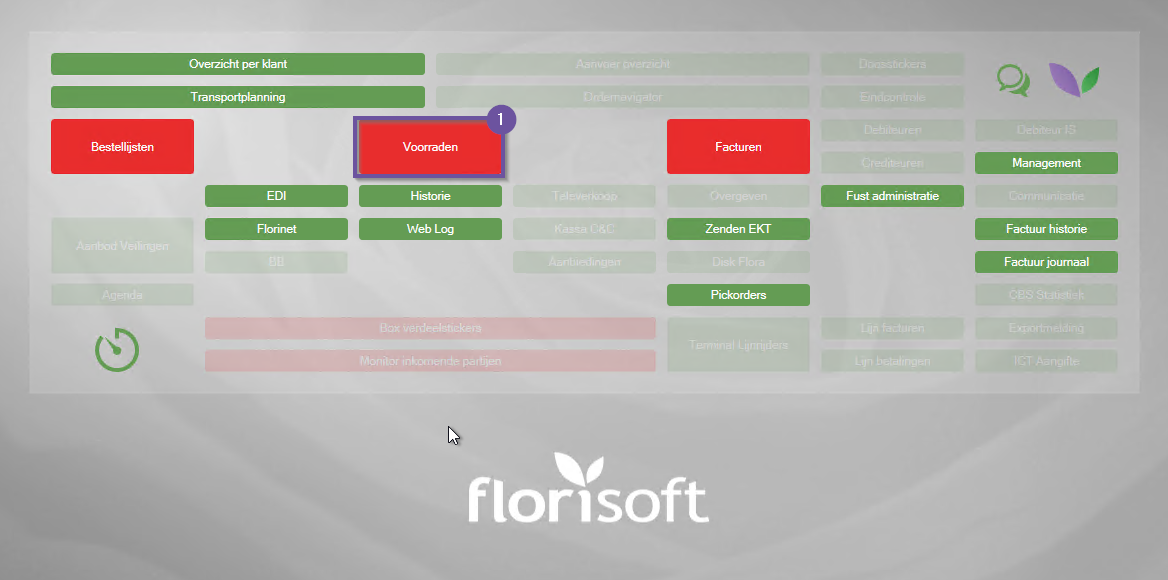 Overzicht per klant
Aanvoer overzicht
Doosstickers
Transportplanning
Ordernavigator
Eindcontrole
1
Bestellijsten
Voorraden
Facturen
Debiteuren
Debiteur IS
Crediteuren
Management
EDI
Historie
Televerkoop
Overgeven
Fust administratie
Communicatie
Aanbod Veilingen
Florinet
Web Log
Kassa C&C
Zenden EKT
Factuur historie
BB
Aanbiedingen
Disk Flora
Factuur journaal
Agenda
Pickorders
CBS Statistiek
Box verdeelstickers
Terminal Lijnrijders
Lijn facturen
Exportmelding
Monitor inkomende partijen
Lijn betalingen
ICT Aangifte
florisoft